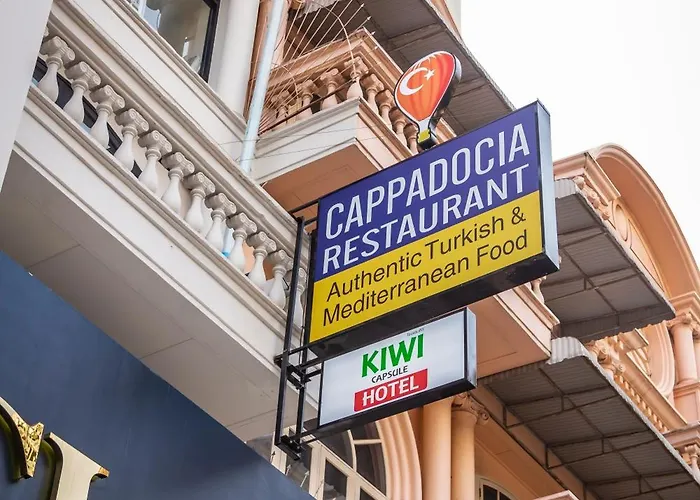 CAPPADOCIA
RESTAURANT
Authentic Turkish &
Mediterranean Food
KIWI
CAPSULE
HOTEL